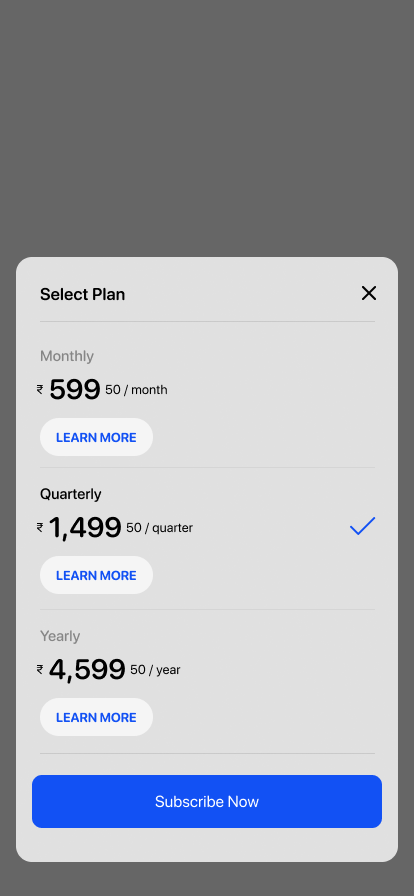 Select Plan
Monthly
₹ 599 50 / month
LEARN MORE
Quarterly
₹ 1,499 50 / quarter
LEARN MORE
Yearly
₹ 4,599 50 / year
LEARN MORE
Subscribe Now